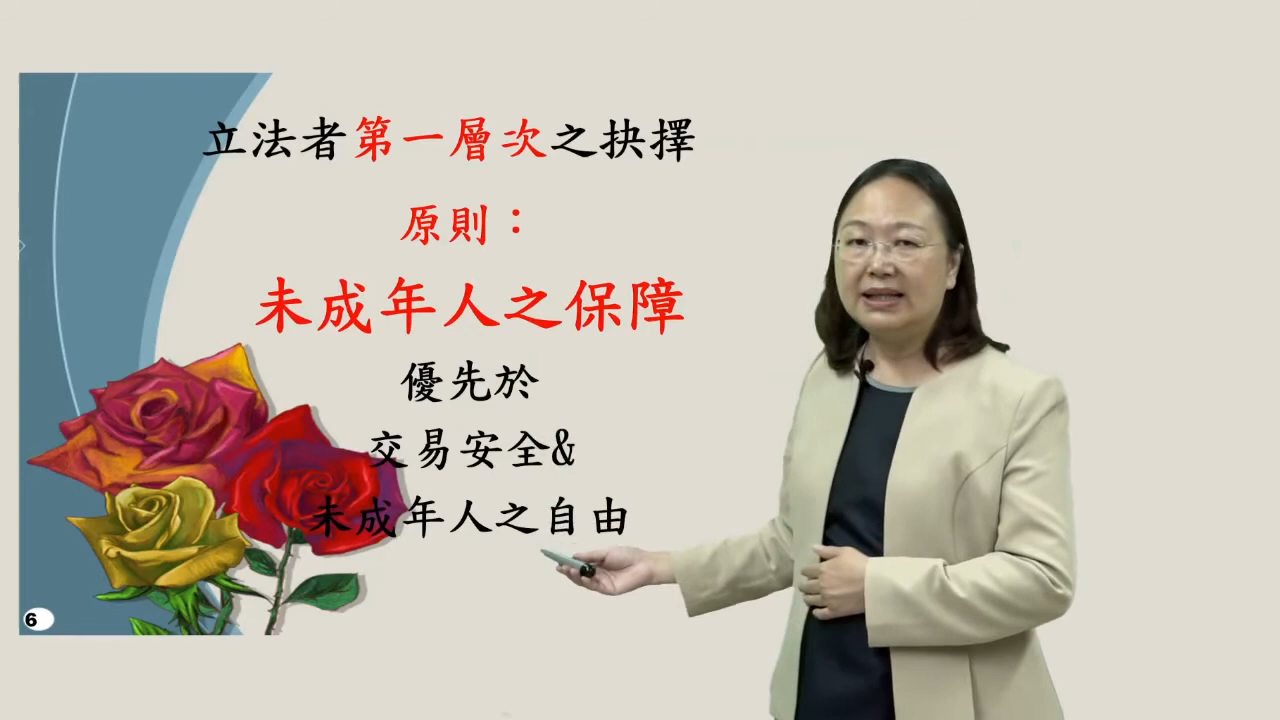 立法者第一層次之抉擇
原則：
未成年人之保障
優先於
交易安全&
未成年人之自由
6